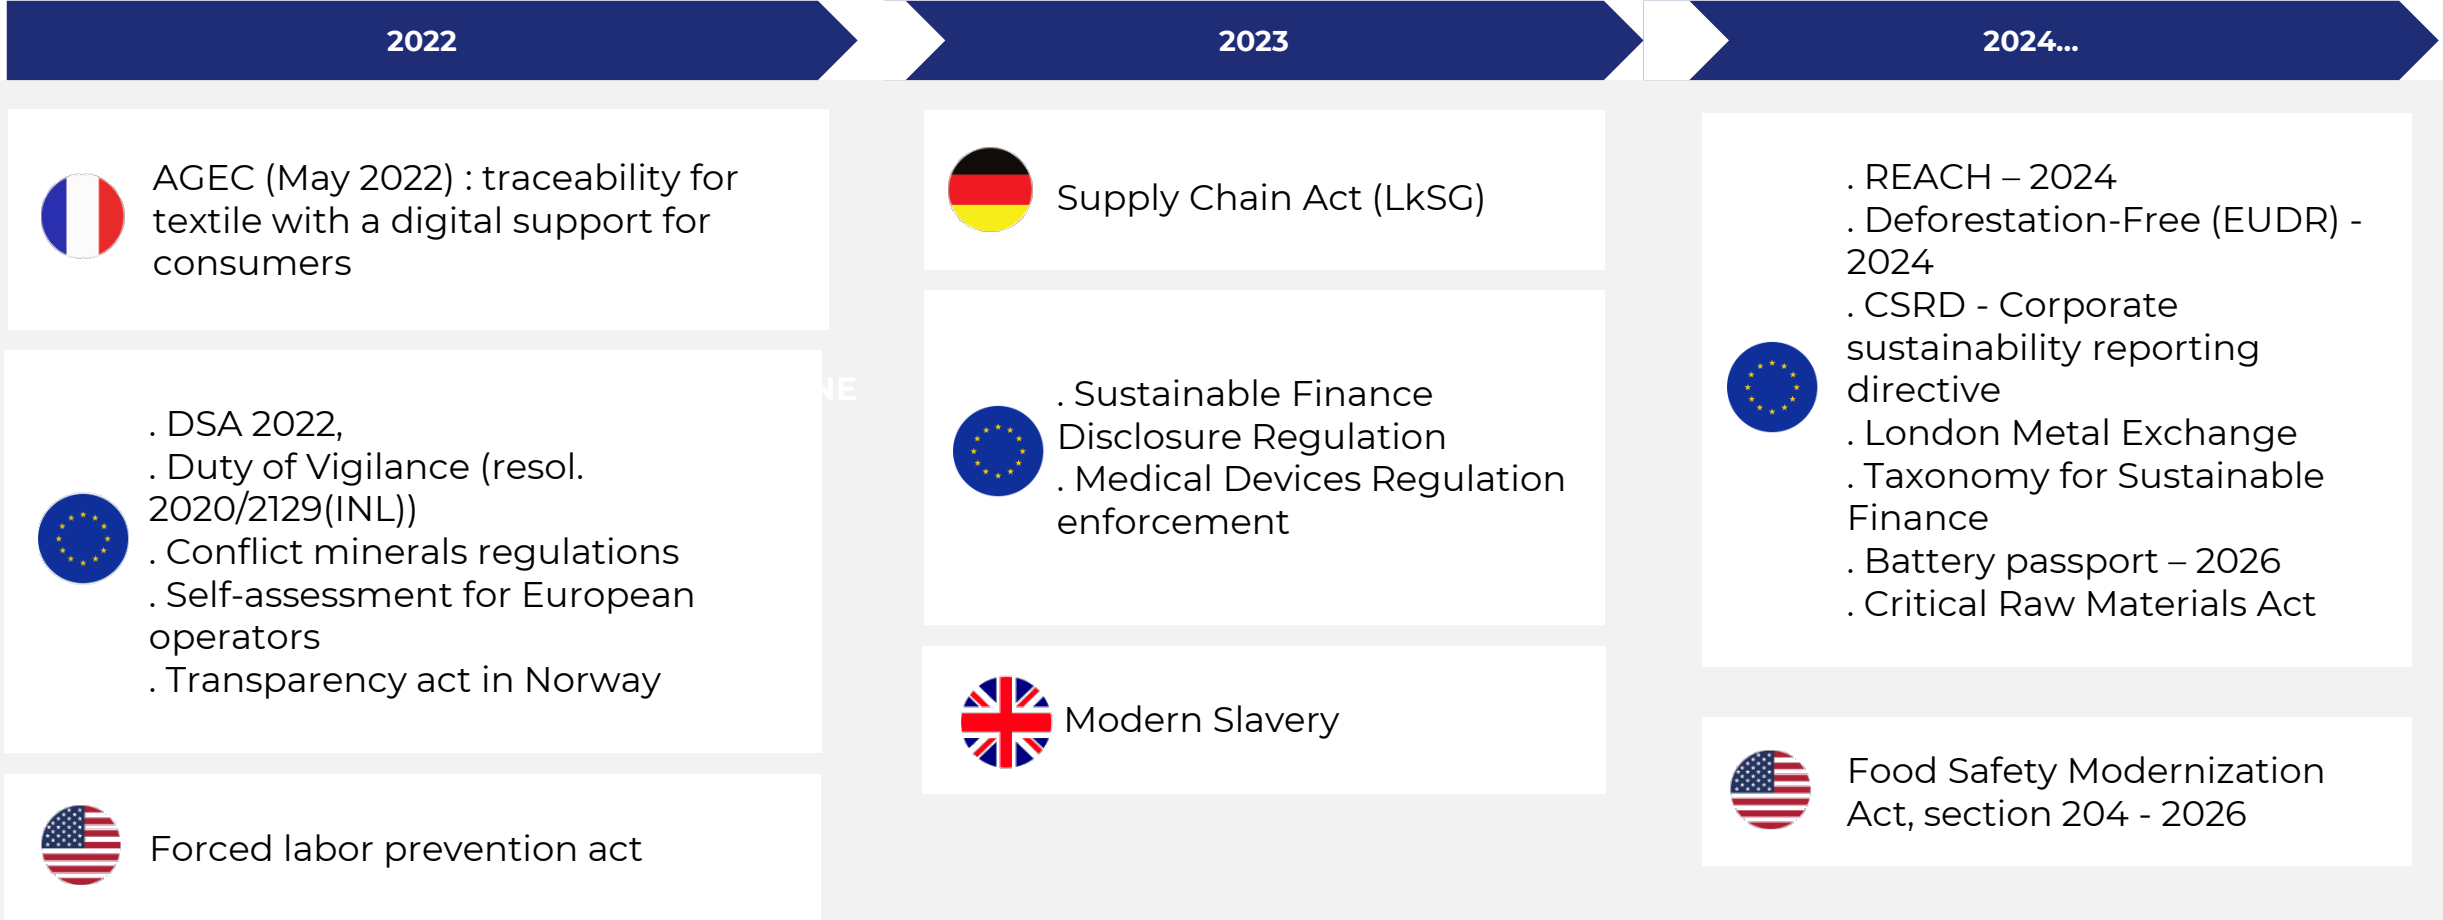 2022
AGEC (May 2022) : traceability for
textile with a digital support for
consumers
. DSA 2022,
. Duty of Vigilance (resol.
2020/2129(INL))
. Conflict minerals regulations
. Self-assessment for European
operators
. Transparency act in Norway
Forced labor prevention act
NE
2023
Supply Chain Act (LkSG)
. Sustainable Finance
Disclosure Regulation
. Medical Devices Regulation
enforcement
Modern Slavery
2024...
. REACH – 2024
. Deforestation-Free (EUDR) -
2024
. CSRD - Corporate
sustainability reporting
directive
. London Metal Exchange
. Taxonomy for Sustainable
Finance
. Battery passport – 2026
. Critical Raw Materials Act
Food Safety Modernization
Act, section 204 - 2026